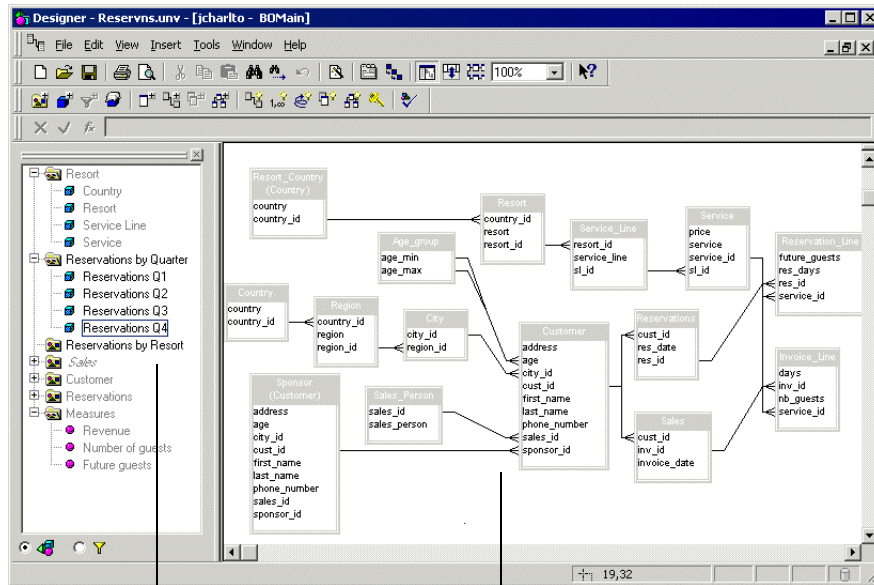 Designer - Reservns.unv - [jcharlto - BOMain]
File Edit View Insert Tools Window Help
100%
Resort
Country
Resort
Service Line
Service
Reservations by Quarter
Reservations Q1
Reservations Q2
Reservations Q3
Reservations Q4
Reservations by Resort
Sales
Customer
Reservations
Measures
Revenue
Number of guests
Future guests
Resort_Country
(Country)
country
country_id
Resort
country_id
resort
resort_id
Service_Line
resort_id
service_line
sl_id
Service
price
service
service_id
sl_id
Reservation_Line
future_guests
res_days
res_id
service_id
Age_group
age_min
age_max
Country
country
country_id
Region
country_id
region
region_id
City
city_id
region_id
Customer
address
age
city_id
cust_id
first_name
last_name
phone_number
sales_id
sponsor_id
Reservations
cust_id
res_date
res_id
Invoice_Line
days
inv_id
nb_guests
service_id
Sponsor
(Customer)
address
age
city_id
cust_id
first_name
last_name
phone_number
sales_id
sponsor_id
Sales_Person
sales_id
sales_person
Sales
cust_id
inv_id
invoice_date
19,32